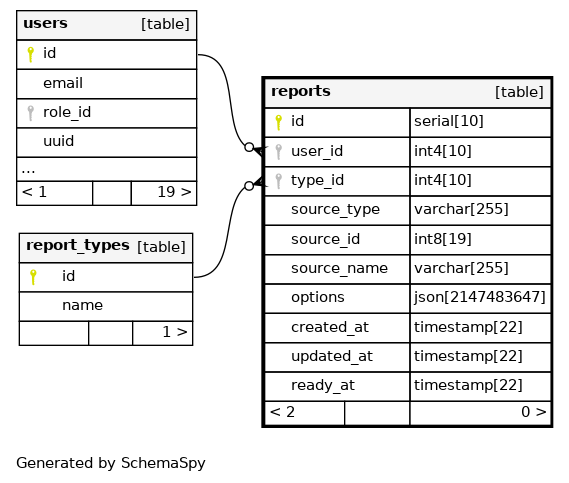 users [table]
id
email
role_id
uuid
...
< 1 19 >
report_types [table]
id
name
1 >
reports [table]
id serial[10]
user_id int4[10]
type_id int4[10]
source_type varchar[255]
source_id int8[19]
source_name varchar[255]
options json[2147483647]
created_at timestamp[22]
updated_at timestamp[22]
ready_at timestamp[22]
< 2 0 >
Generated by SchemaSpy